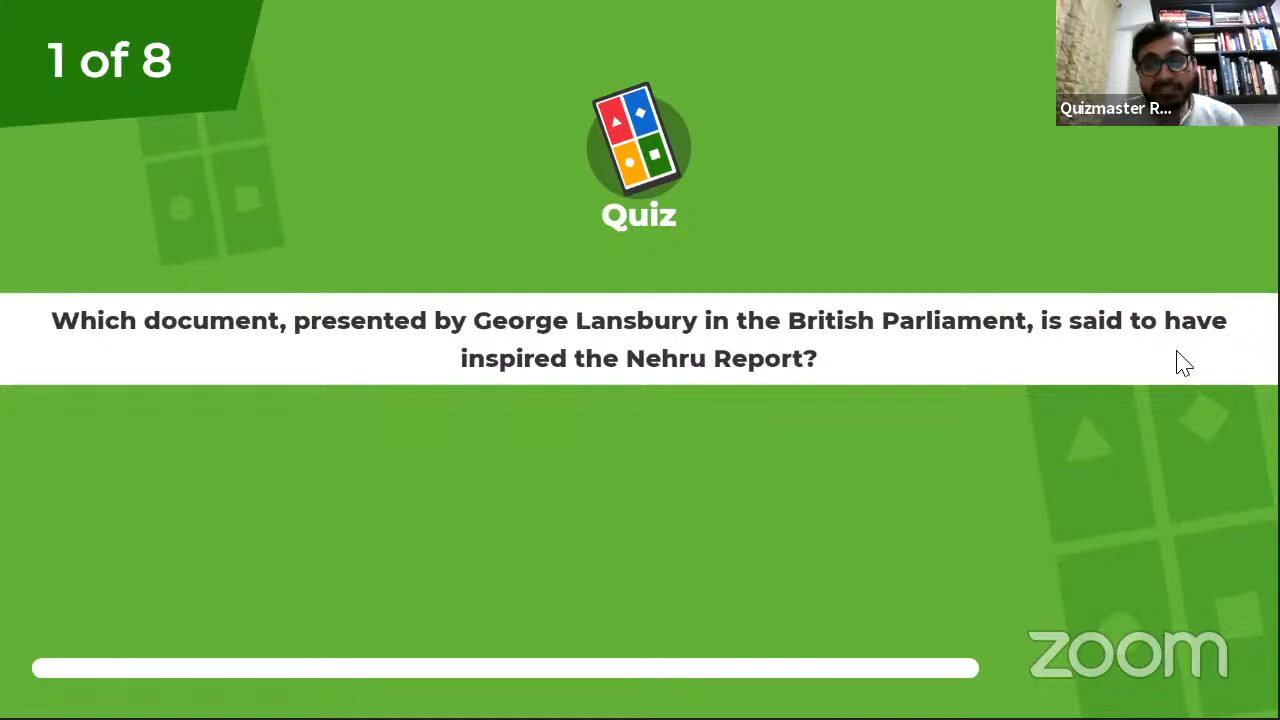 1 of 8
Quizmaster R...
Quiz
Which document, presented by George Lansbury in the British Parliament, is said to have
inspired the Nehru Report?
zoom